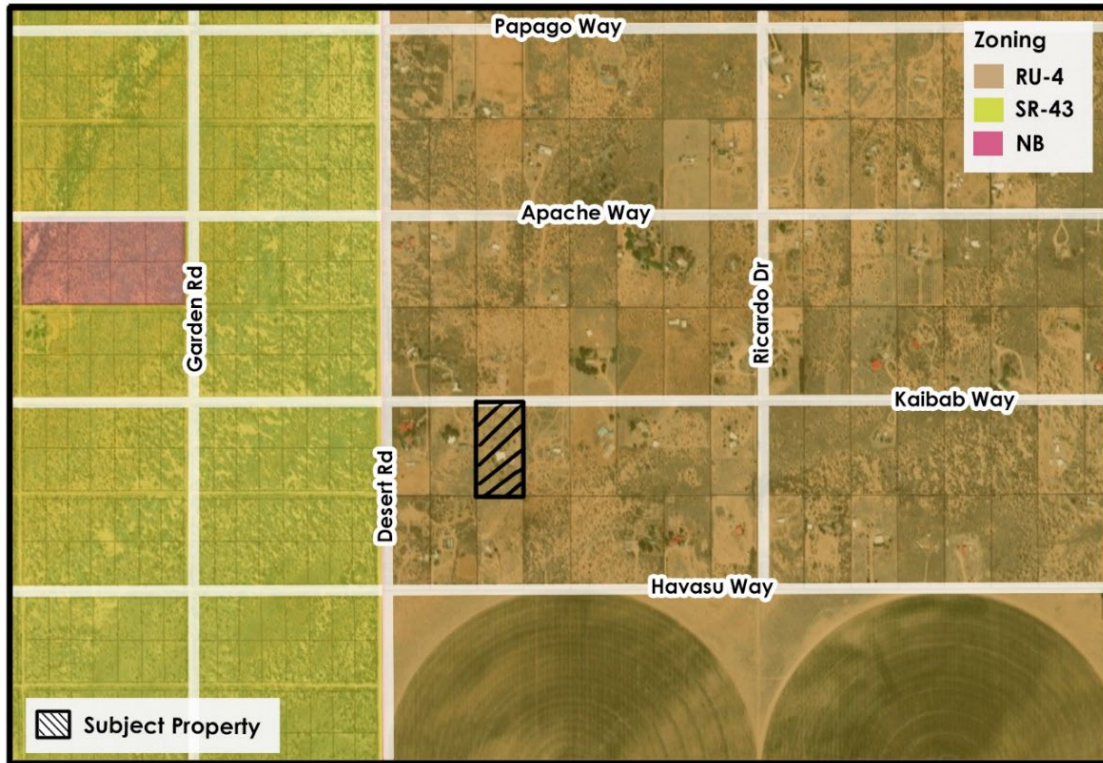 Papago Way
Zoning
RU-4
SR-43
NB
Apache Way
Garden Rd
Ricardo Dr
Kaibab Way
Desert Rd
Havasu Way
Subject Property